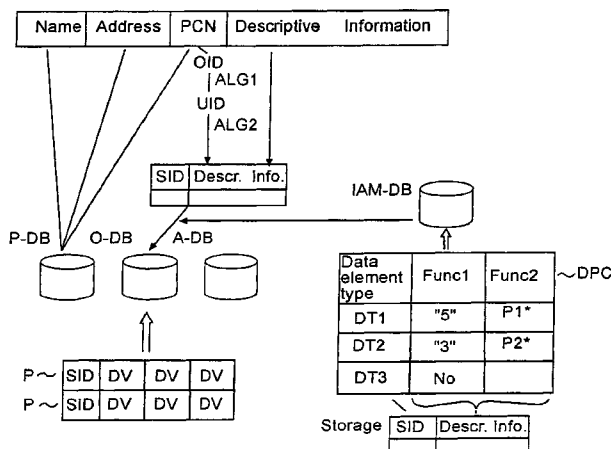 Name Address PCN Descriptive Information
OID
ALG1
UID
ALG2
SID Descr. Info.
IAM-DB
P-DB O-DB A-DB
Data element type Func1 Func2 ~DPC
DT1 "5" P1*
DT2 "3" P2*
DT3 No
P~ SID DV DV DV
P~ SID DV DV DV
Storage SID Descr. Info.